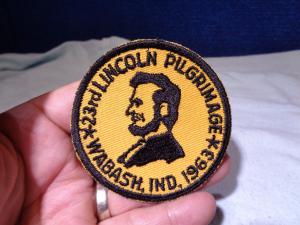 *23rd LINCOLN PILGRIMAGE*
WABASH, IND. 1963